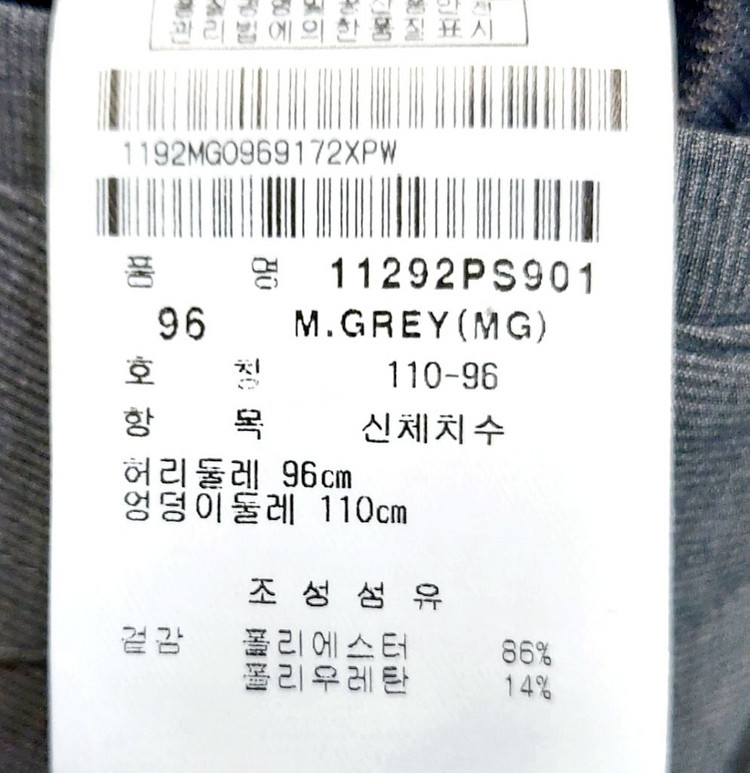 관리법에의한품질표시
1192MG0969172XPW
품 명 11292PS901
96 M.GREY(MG)
호 칭 110-96
항 목 신체치수
허리둘레 96cm
엉덩이둘레 110cm
조성섬유
겉감 폴리에스터 86%
폴리우레탄 14%